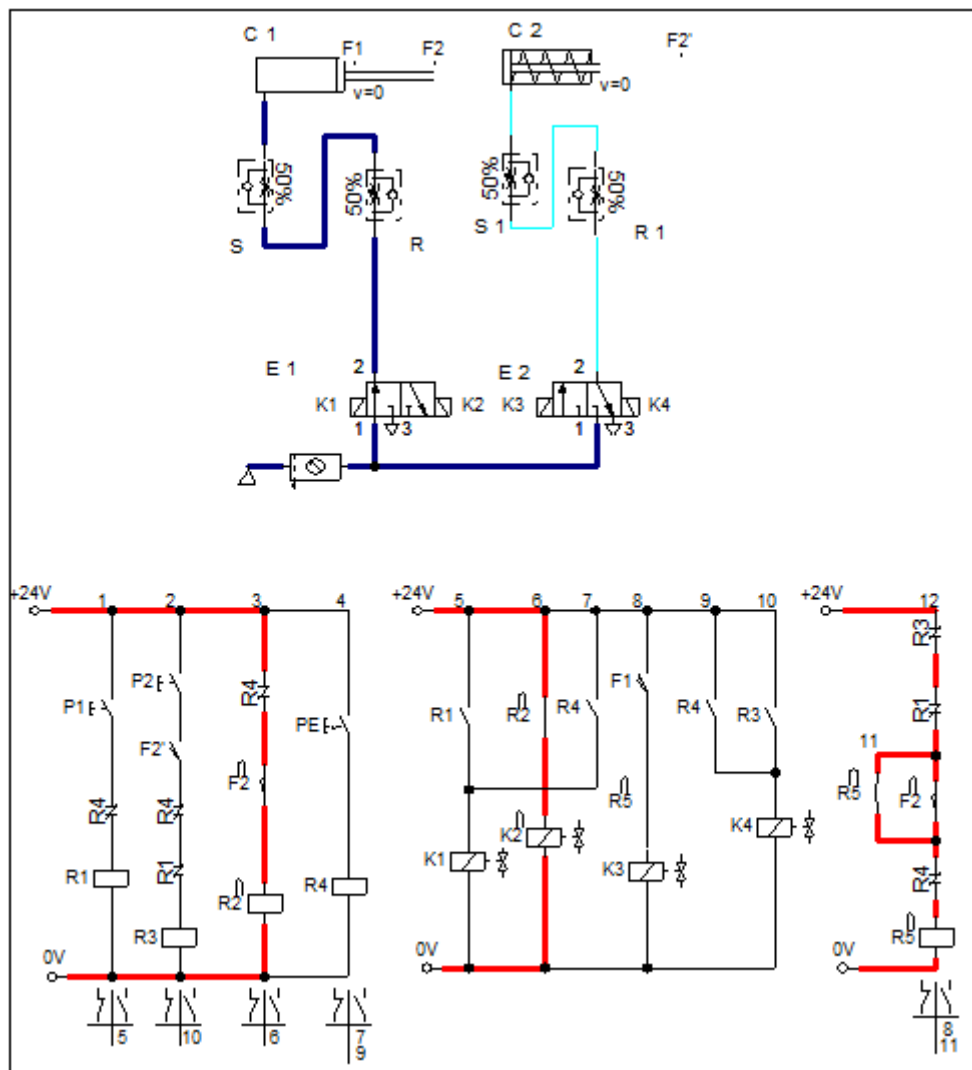 C 1 F1 F2 C 2 F2'
v=0 v=0
50% 50% 50% 50%
S R S 1 R 1
E 1 2 E 2 2
K1 K2 K3 K4
1 3 1 3
+24V 1 2 3 4 +24V 5 6 7 8 9 10 +24V 12
R3
P1 P2 R4 PE R1 R2 R4 F1 R4 R3 R1
F2' F2 11
R5 R5 F2
R4 R4 K2 K4
R1 R1 R2 R4 K1 K3 R4
R3 R5
0V 0V 0V
5 10 6 7 8
9 11